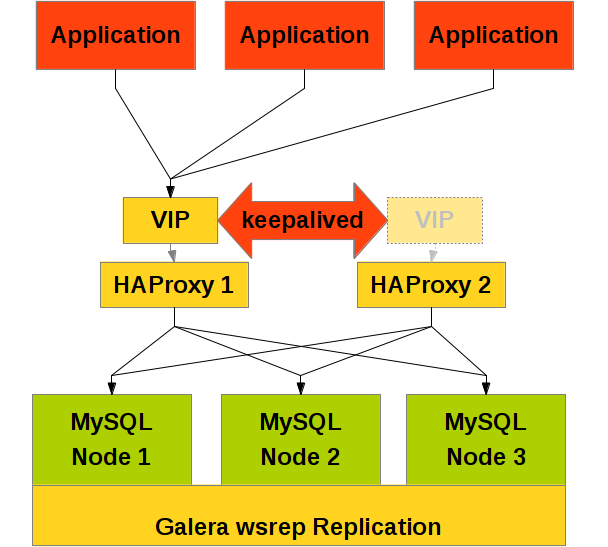 Application
Application
Application
VIP
keepalived
VIP
HAProxy 1
HAProxy 2
MySQL
Node 1
MySQL
Node 2
MySQL
Node 3
Galera wsrep Replication